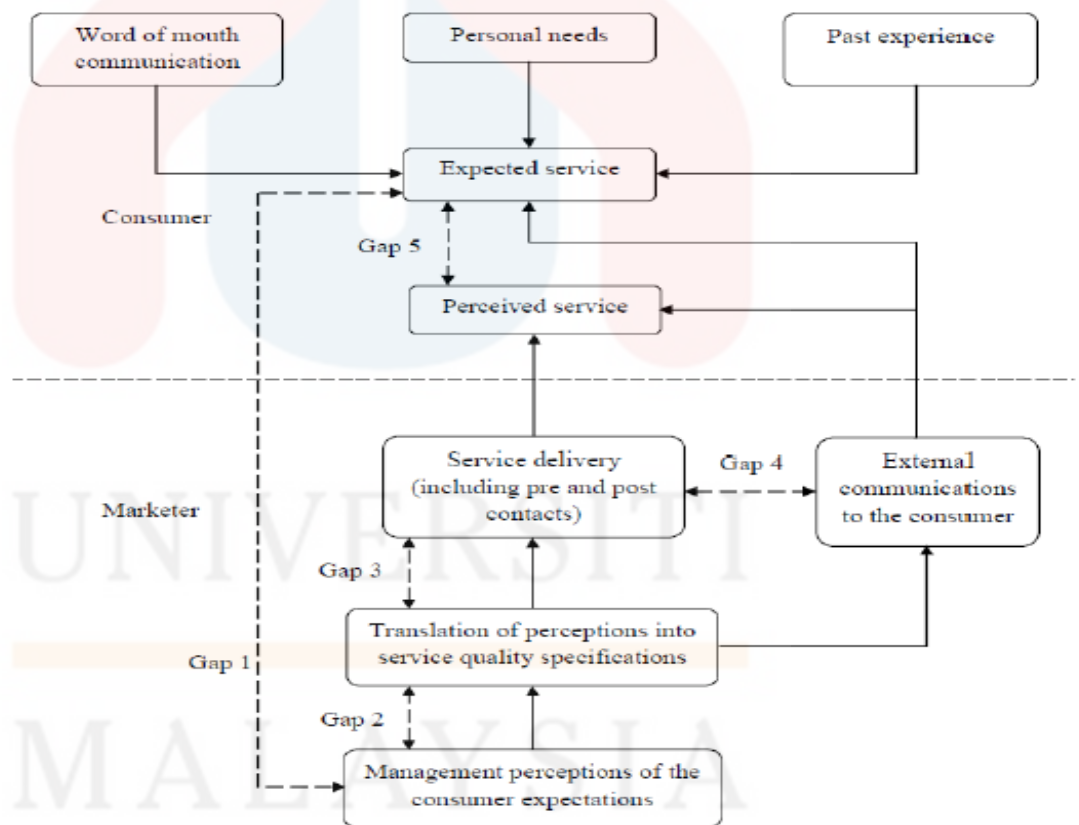 Word of mouth
communication
Personal needs
Past experience
Expected service
Consumer
Gap 5
Perceived service
Service delivery
(including pre and post
contacts)
Gap 4
External
communications
to the consumer
Marketer
UNIVERSITI
Gap 3
Translation of perceptions into
service quality specifications
Gap 1
Gap 2
MALAYSIA
Management perceptions of the
consumer expectations